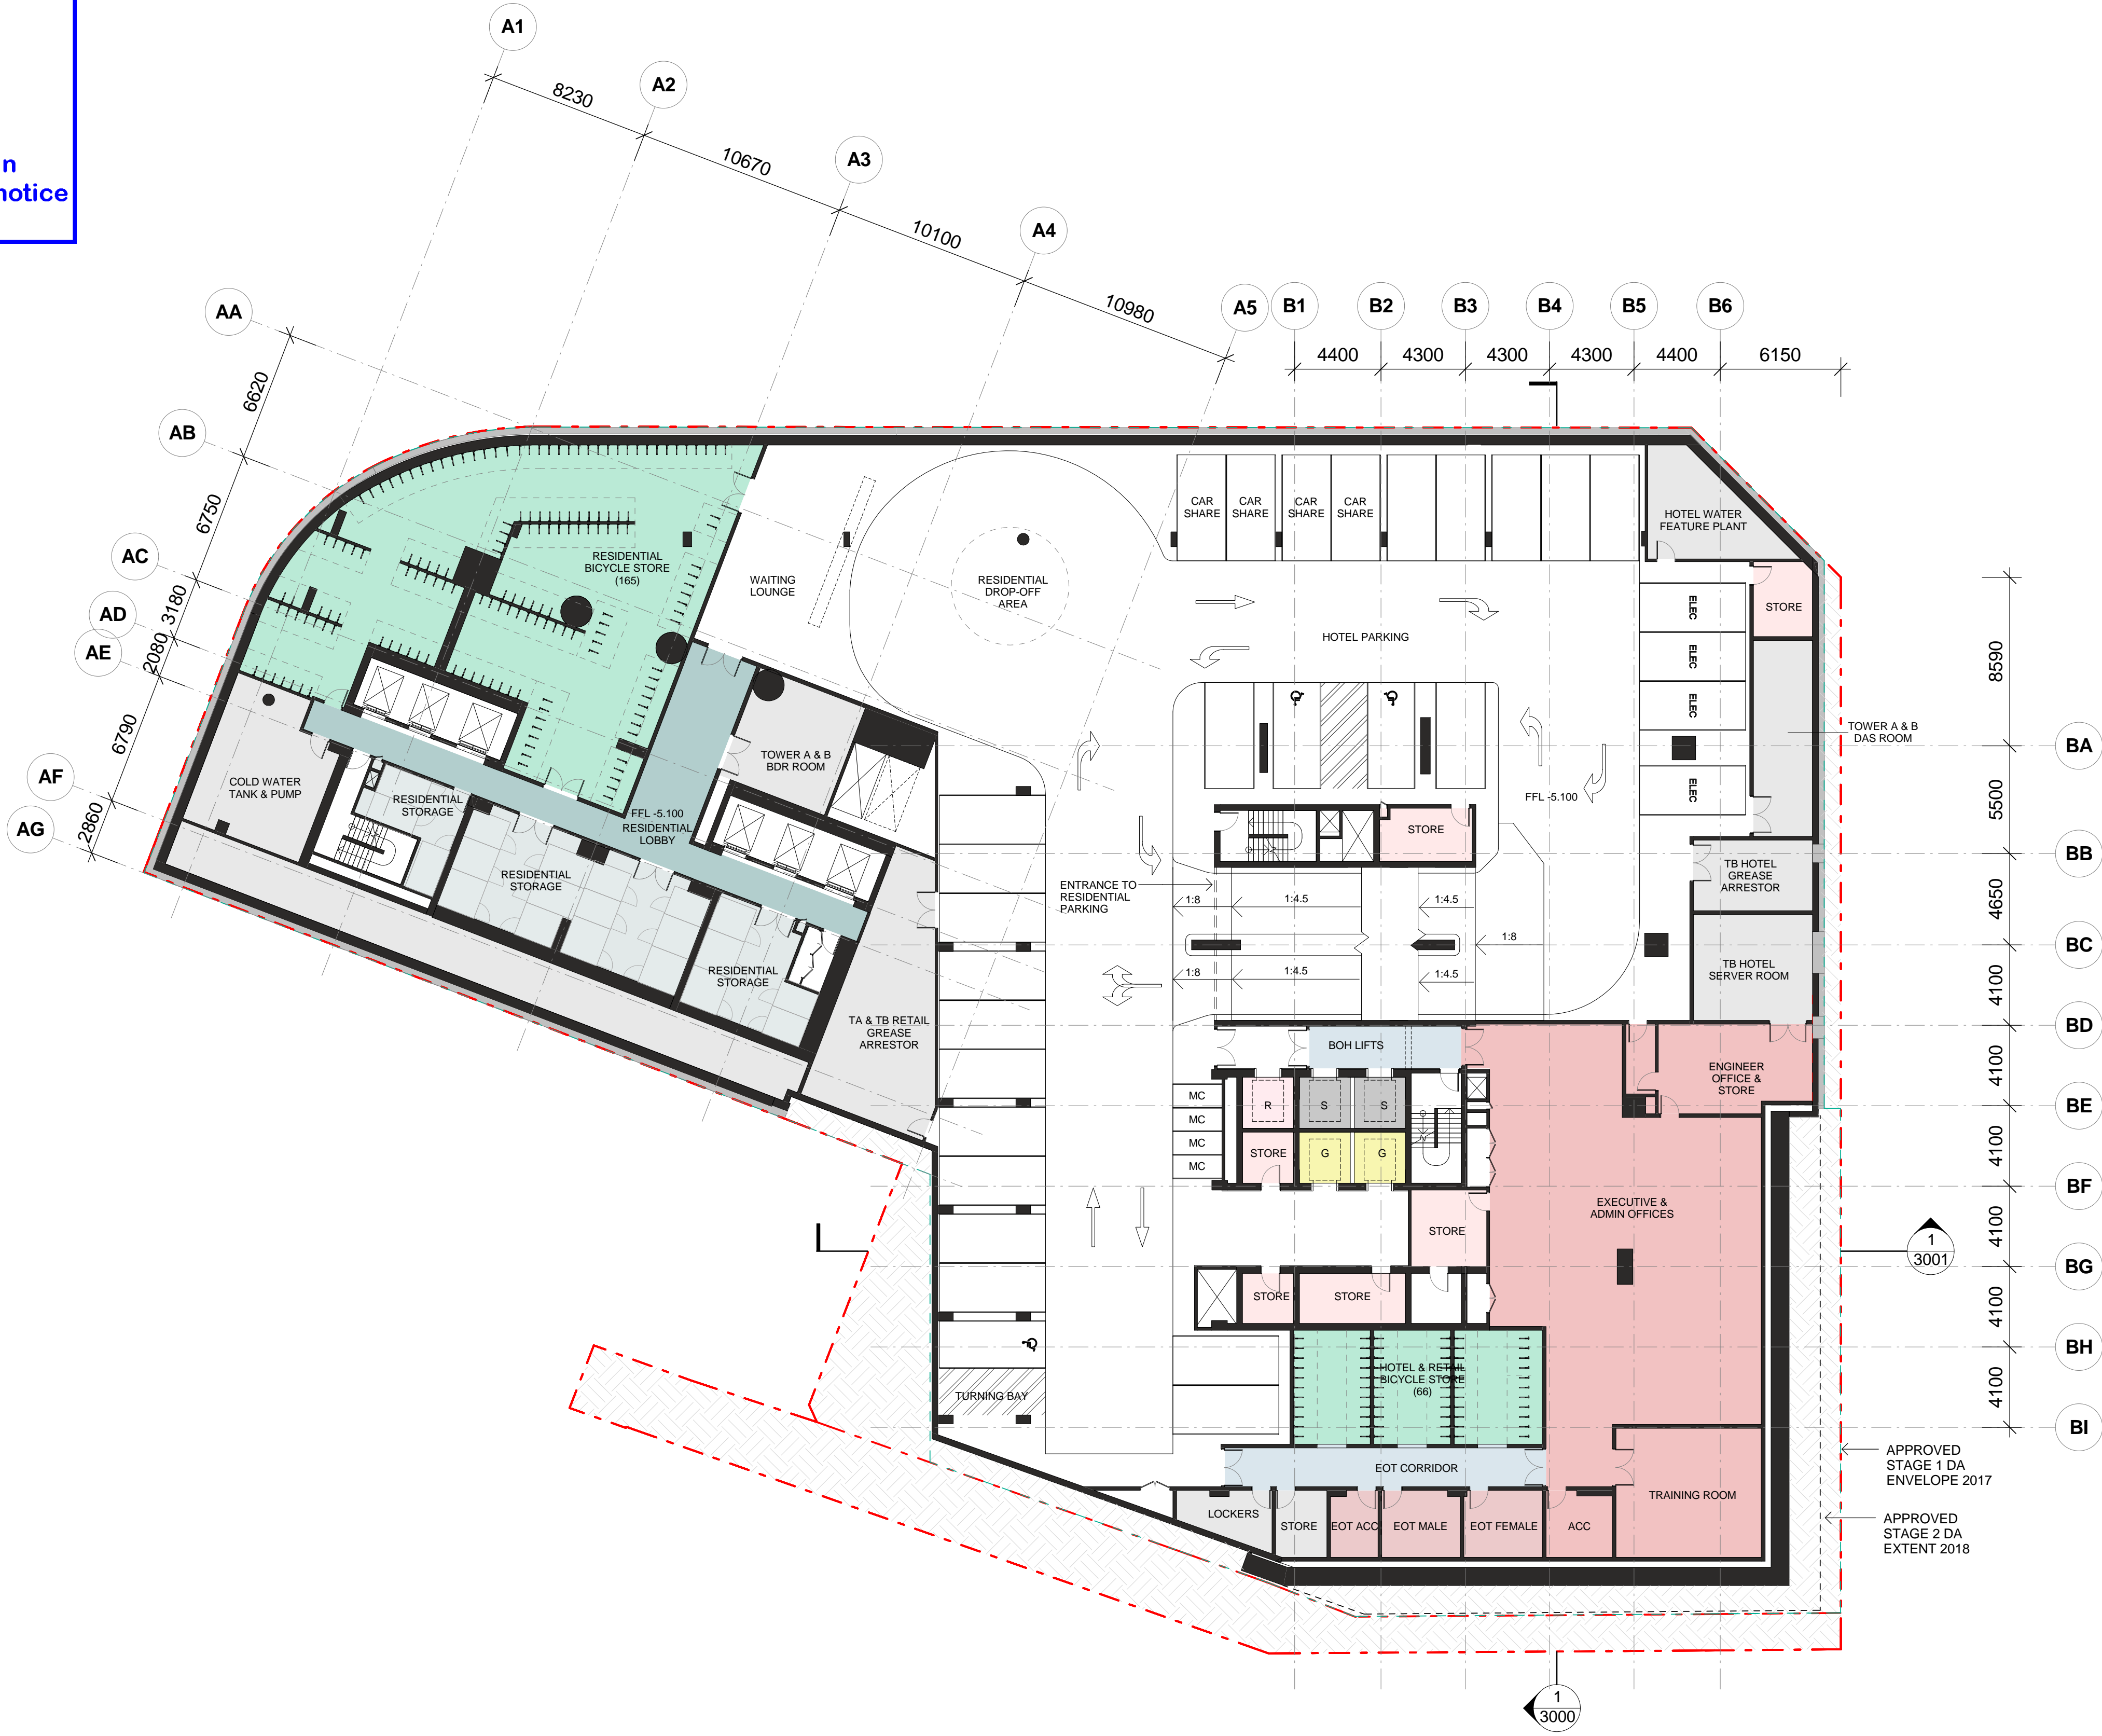 n
notice
A1
A2
A3
A4
A5
B1
B2
B3
B4
B5
B6
8230
10670
10100
10980
4400
4300
4300
4300
4400
6150
AA
AB
AC
AD
AE
AF
AG
6620
6750
3180
2080
6790
2860
RESIDENTIAL
BICYCLE STORE
(165)
WAITING
LOUNGE
RESIDENTIAL
DROP-OFF
AREA
CAR
SHARE
CAR
SHARE
CAR
SHARE
CAR
SHARE
HOTEL WATER
FEATURE PLANT
STORE
ELEC
ELEC
ELEC
ELEC
HOTEL PARKING
TOWER A & B
DAS ROOM
8590
5500
4650
4100
4100
4100
4100
4100
4100
BA
BB
BC
BD
BE
BF
BG
BH
BI
COLD WATER
TANK & PUMP
RESIDENTIAL
STORAGE
TOWER A & B
BDR ROOM
FFL -5.100
RESIDENTIAL
LOBBY
RESIDENTIAL
STORAGE
RESIDENTIAL
STORAGE
TA & TB RETAIL
GREASE
ARRESTOR
FFL -5.100
STORE
ENTRANCE TO
RESIDENTIAL
PARKING
1:8
1:4.5
1:4.5
1:8
1:8
1:4.5
1:4.5
TB HOTEL
GREASE
ARRESTOR
TB HOTEL
SERVER ROOM
BOH LIFTS
ENGINEER
OFFICE &
STORE
MC
MC
MC
MC
R
S
S
STORE
G
G
STORE
EXECUTIVE &
ADMIN OFFICES
STORE
STORE
HOTEL & RETAIL
BICYCLE STORE
(66)
TURNING BAY
EOT CORRIDOR
LOCKERS
STORE
EOT ACC
EOT MALE
EOT FEMALE
ACC
TRAINING ROOM
1
3001
APPROVED
STAGE 1 DA
ENVELOPE 2017
APPROVED
STAGE 2 DA
EXTENT 2018
1
3000